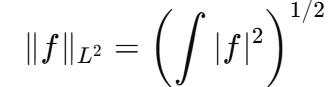 ‖f‖_{L^2} = (∫ |f|^2)^{1/2}